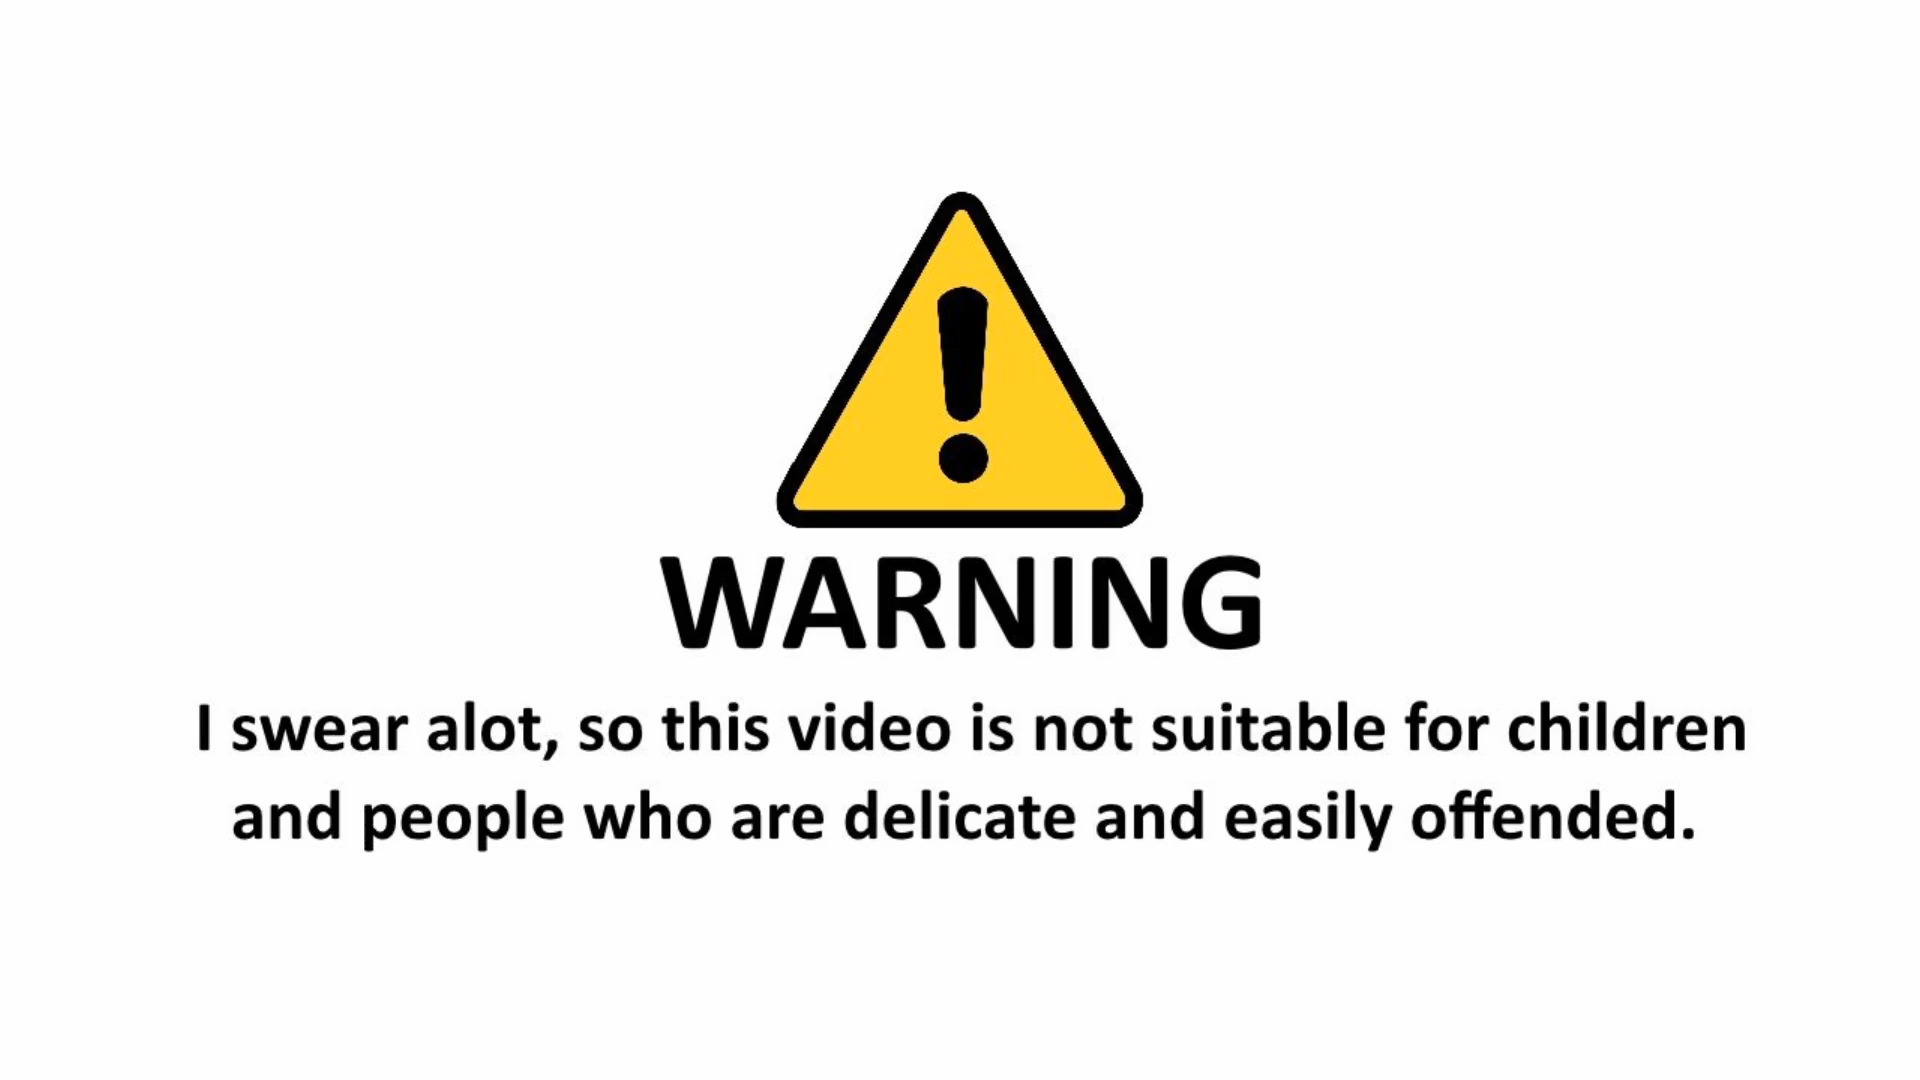 WARNING
I swear alot, so this video is not suitable for children
and people who are delicate and easily offended.